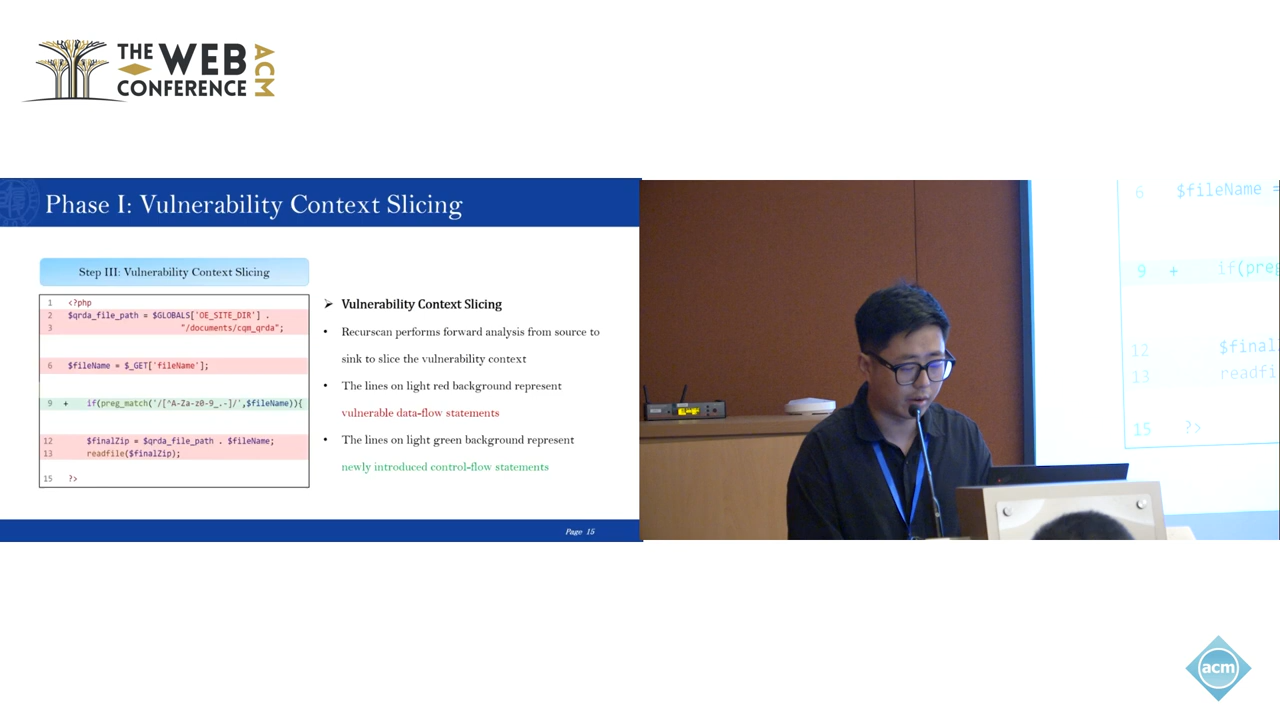 THE WEB
CONFERENCE
ACM
Phase I: Vulnerability Context Slicing
Step III: Vulnerability Context Slicing
1 <?php
2 $qrda_file_path = $GLOBALS['OE_SITE_DIR'] .
3 "/documents/cqm_qrda";
6 $fileName = $_GET['fileName'];
9 + if(preg_match('/[^A-Za-z0-9_.-]/',$fileName)){
12 $finalZip = $qrda_file_path . $fileName;
13 readfile($finalZip);
15 ?>
➢ Vulnerability Context Slicing
• Recurscan performs forward analysis from source to
sink to slice the vulnerability context
• The lines on light red background represent
vulnerable data-flow statements
• The lines on light green background represent
newly introduced control-flow statements
Page 15
6 $fileName =
9 + if(preg
12 $final
13 readfi
15 ?>
acm